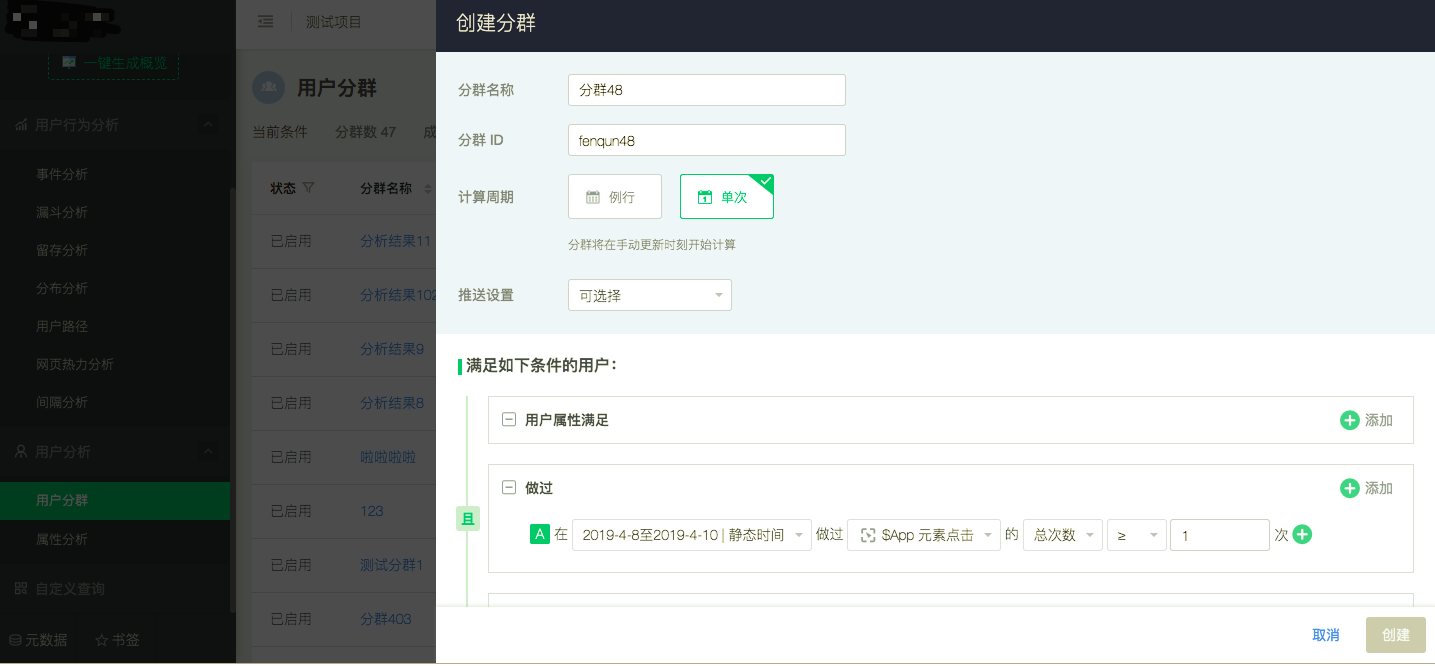 一键生成概览
用户行为分析
事件分析
漏斗分析
留存分析
分布分析
用户路径
网页热力分析
间隔分析
用户分析
用户分群
属性分析
自定义查询
元数据 书签
测试项目
用户分群
当前条件 分群数 47 成
状态 分群名称
已启用 分析结果11
已启用 分析结果102
已启用 分析结果9
已启用 分析结果8
已启用 啦啦啦啦
已启用 123
已启用 测试分群1
已启用 分群403
创建分群
分群名称 分群48
分群 ID fenqun48
计算周期 例行 单次
分群将在手动更新时刻开始计算
推送设置 可选择
满足如下条件的用户：
用户属性满足 添加
做过 添加
且
A 在 2019-4-8至2019-4-10 | 静态时间 做过 $App 元素点击 的 总次数 ≥ 1 次
取消 创建